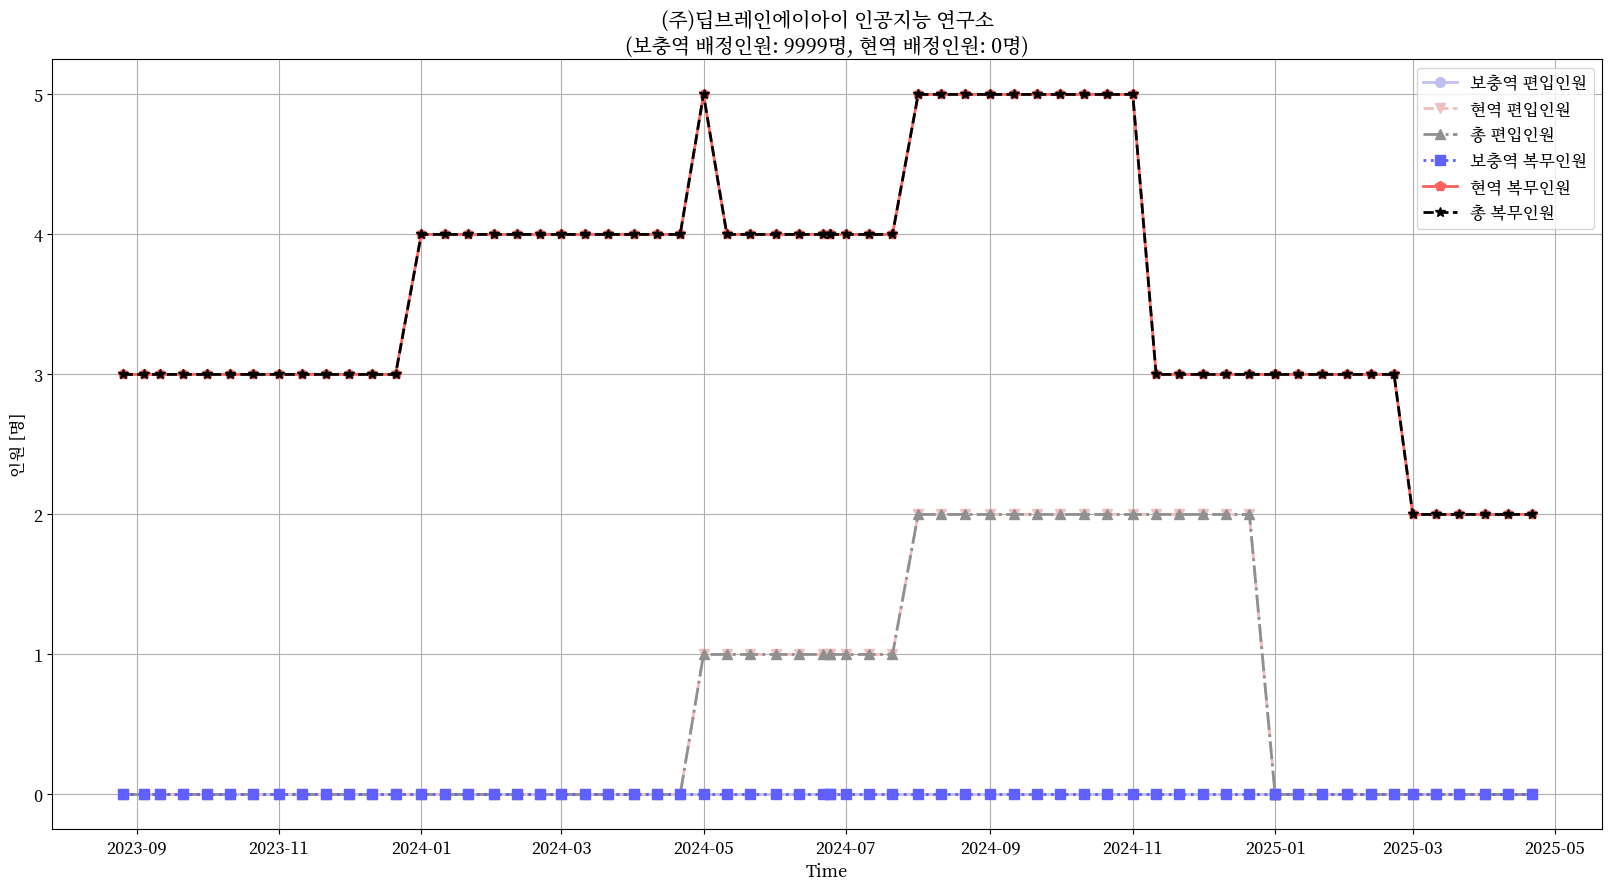 (주)딥브레인에이아이 인공지능 연구소
(보충역 배정인원: 9999명, 현역 배정인원: 0명)
보충역 편입인원
현역 편입인원
총 편입인원
보충역 복무인원
현역 복무인원
총 복무인원
인원 [명]
5
4
3
2
1
0
2023-09
2023-11
2024-01
2024-03
2024-05
2024-07
2024-09
2024-11
2025-01
2025-03
2025-05
Time